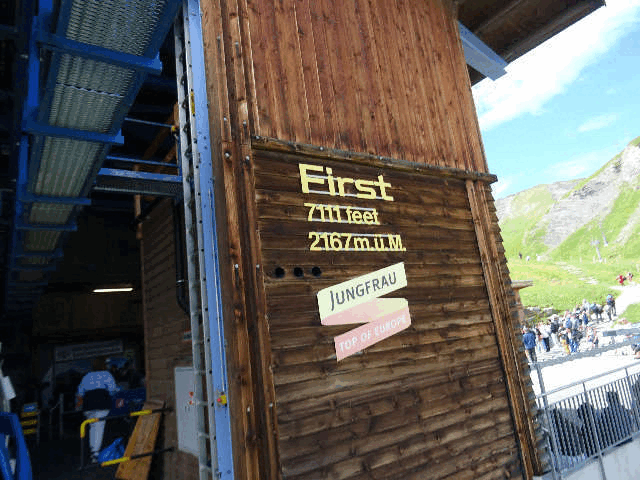 First
7111 feet
2167m.ü.M.
JUNGFRAU
TOP OF EUROPE